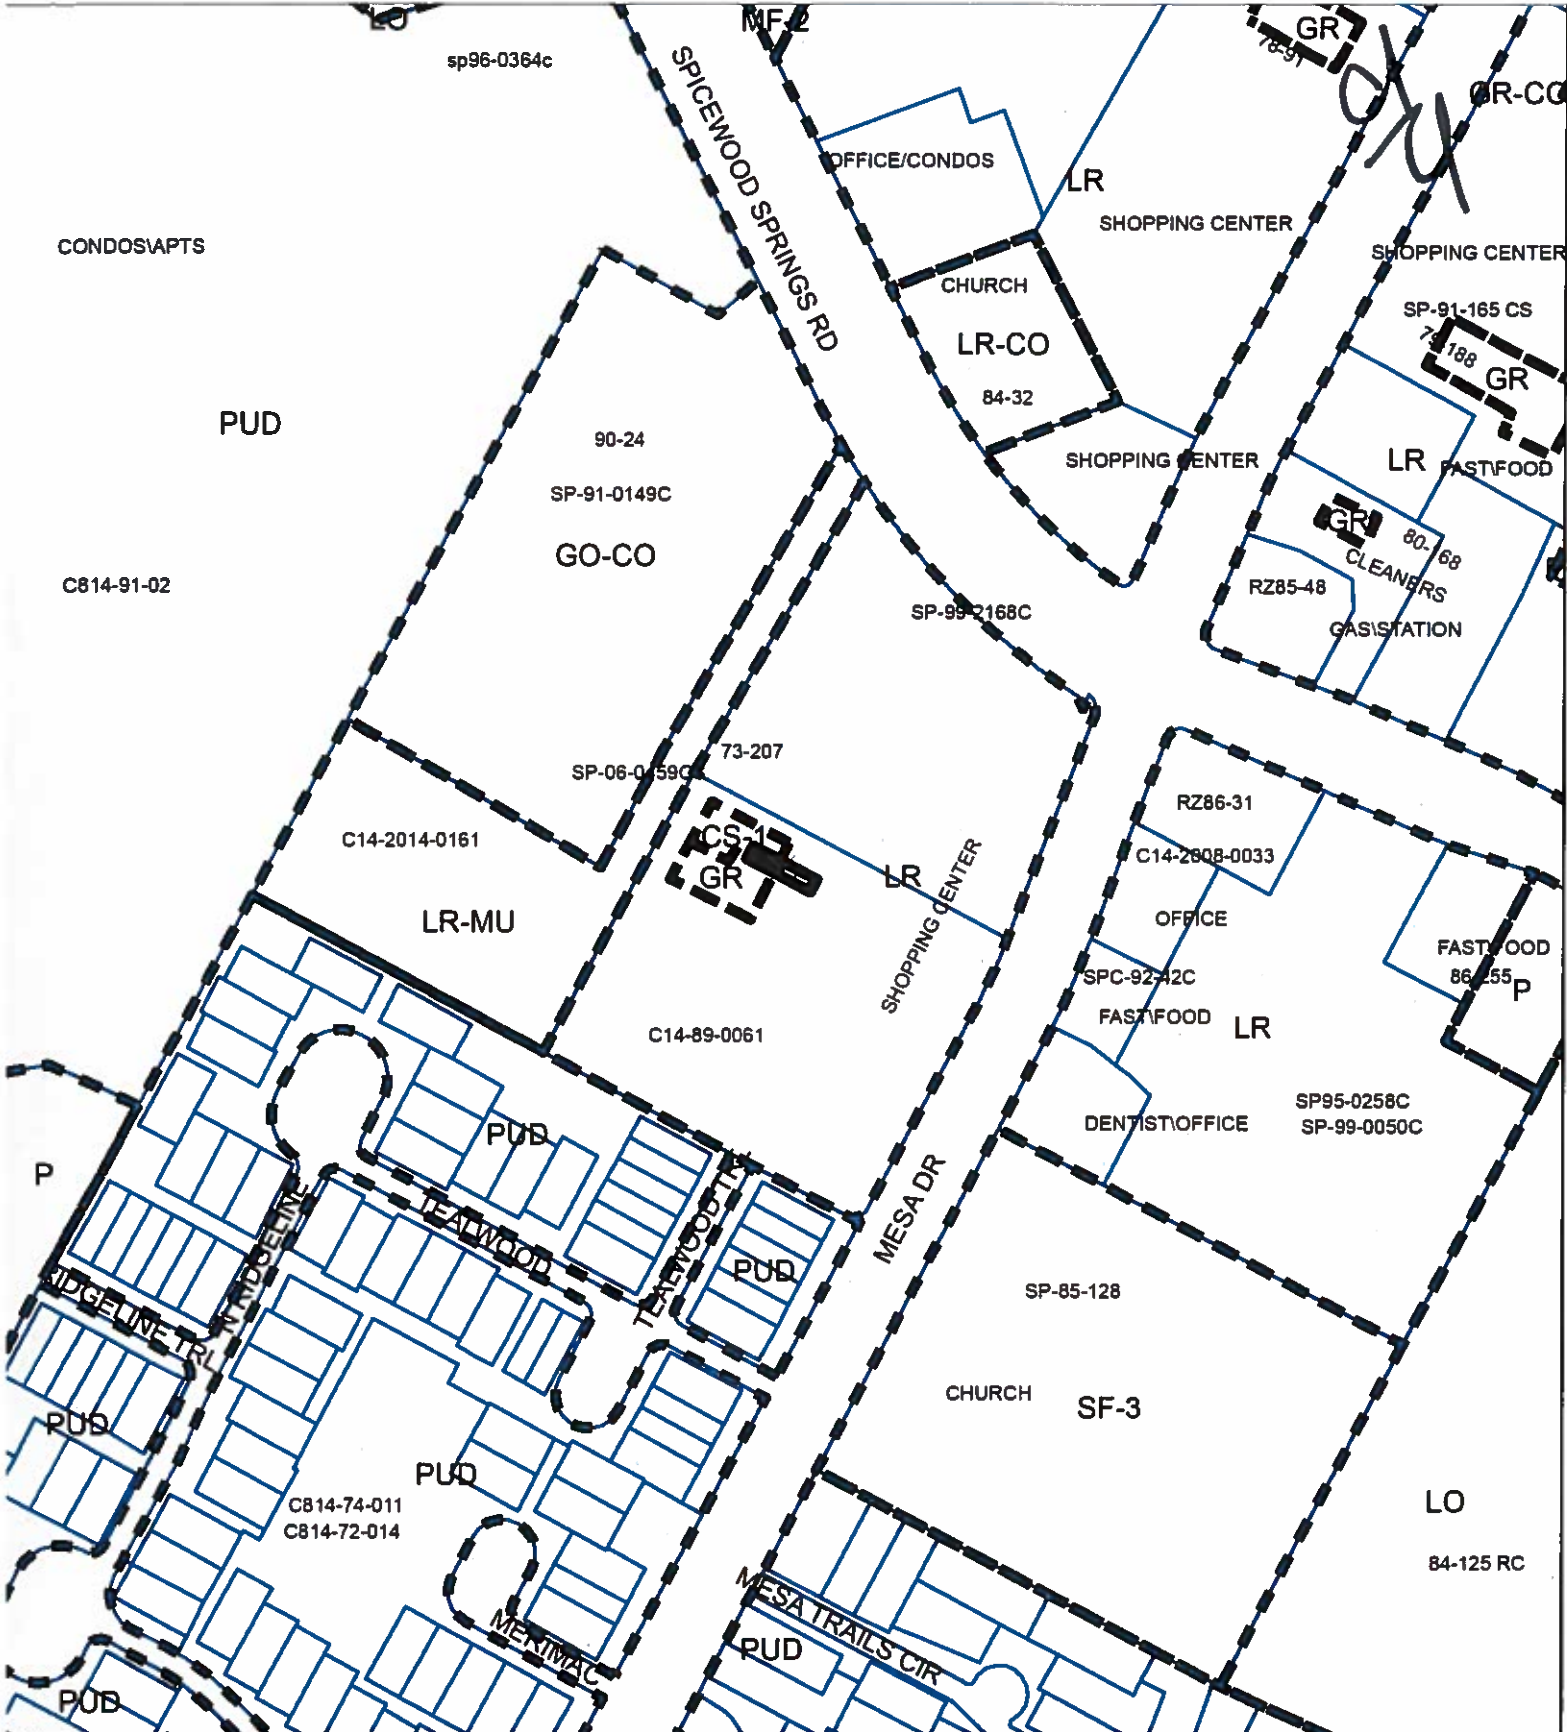 LO
MF-2
GR
78-91
sp96-0364c
GR-CO
SPICEWOOD SPRINGS RD
OFFICE/CONDOS
LR
SHOPPING CENTER
CONDOS\APTS
SHOPPING CENTER
CHURCH
SP-91-165 CS
LR-CO
GR
84-32
PUD
90-24
SHOPPING CENTER
LR
FAST\FOOD
SP-91-0149C
GR
80-168
GO-CO
CLEANERS
C814-91-02
RZ85-48
SP-99-2168C
GAS\STATION
73-207
RZ86-31
C14-2014-0161
CS-1
C14-2008-0033
GR
LR
SHOPPING CENTER
LR-MU
OFFICE
FAST\FOOD
86-255
P
SPC-92-42C
FAST\FOOD
LR
C14-89-0061
SP95-0258C
SP-99-0050C
PUD
DENTIST\OFFICE
P
TEALWOOD
TEALWOOD TRL
MESA DR
N RIDGELINE
PUD
RIDGELINE TRL
SP-85-128
CHURCH
SF-3
PUD
PUD
C814-74-011
C814-72-014
LO
84-125 RC
MERIMAC
MESA TRAILS CIR
PUD
PUD